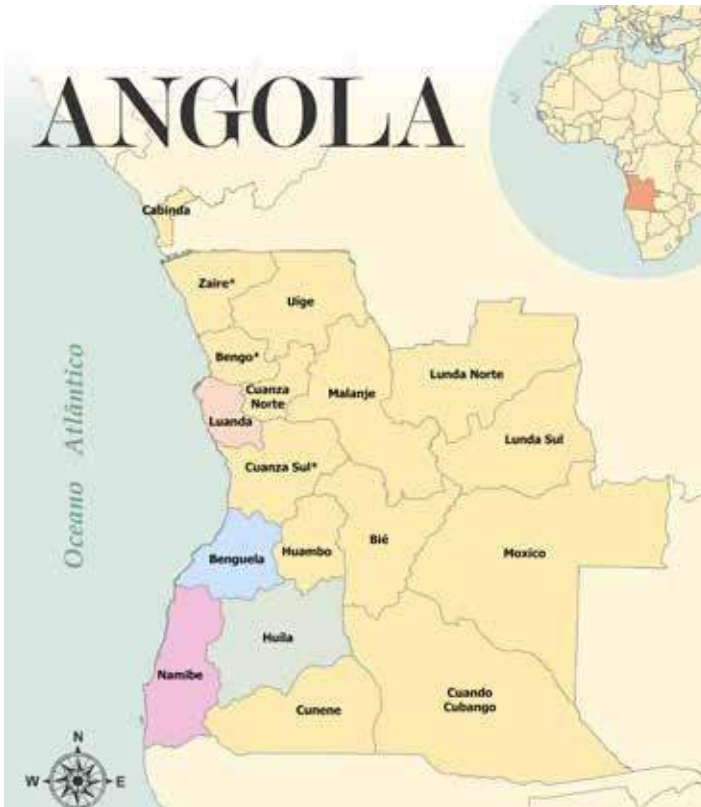 ANGOLA
Cabinda
Zaire*
Uige
Bengo*
Cuanza
Norte
Malanje
Lunda Norte
Luanda
Lunda Sul
Cuanza Sul*
Oceano Atlântico
Benguela
Huambo
Bié
Moxico
Huíla
Namibe
Cuando
Cubango
Cunene
N
W
E